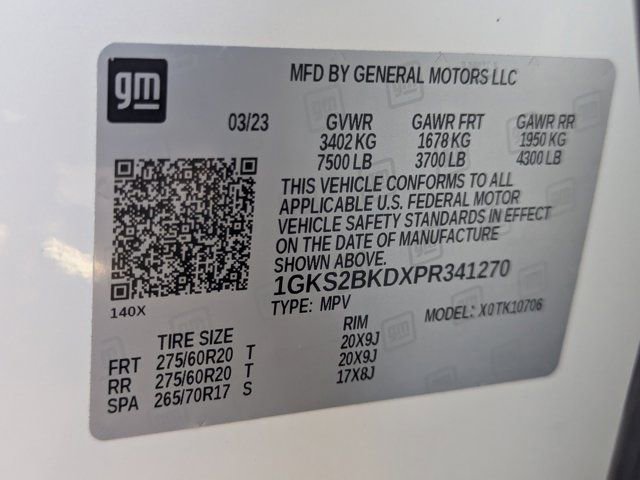 gm
MFD BY GENERAL MOTORS LLC
03/23 GVWR GAWR FRT GAWR RR
3402 KG 1678 KG 1950 KG
7500 LB 3700 LB 4300 LB
THIS VEHICLE CONFORMS TO ALL
APPLICABLE U.S. FEDERAL MOTOR
VEHICLE SAFETY STANDARDS IN EFFECT
ON THE DATE OF MANUFACTURE
SHOWN ABOVE.
1GKS2BKDXPR341270
140X
TYPE: MPV MODEL: X0TK10706
TIRE SIZE RIM
FRT 275/60R20 T 20X9J
RR 275/60R20 T 20X9J
SPA 265/70R17 S 17X8J